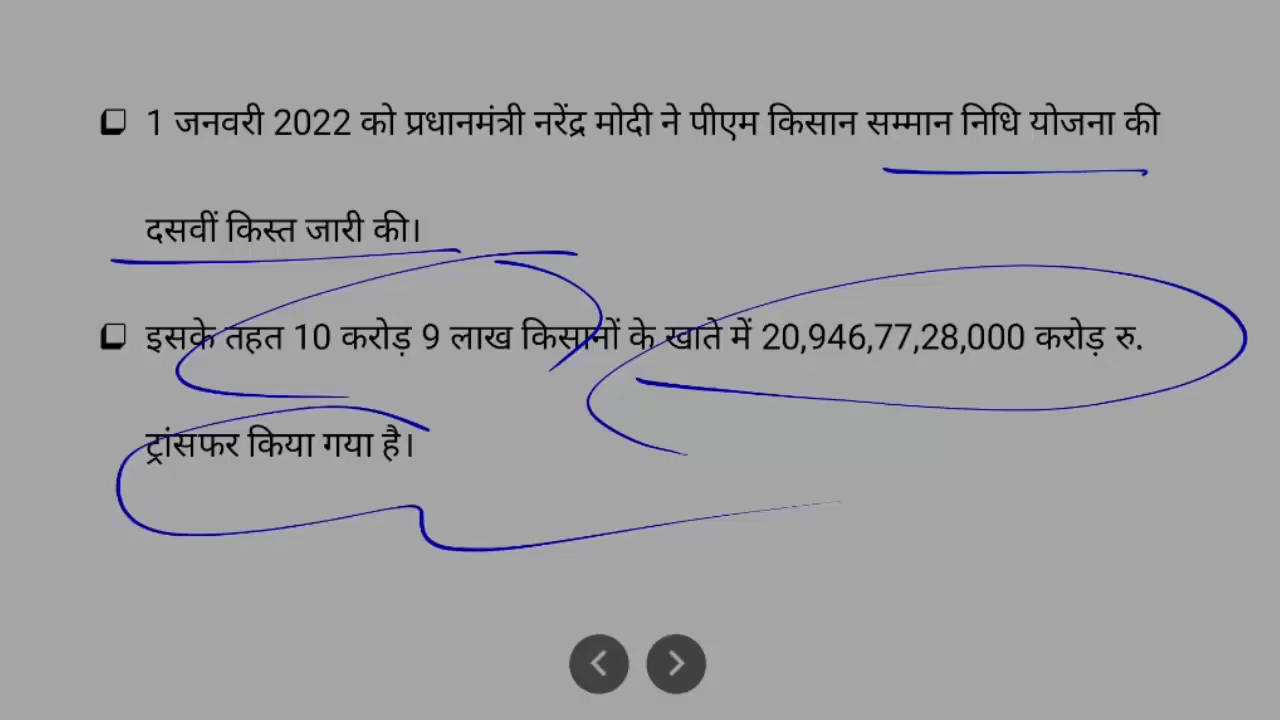 ❑ 1 जनवरी 2022 को प्रधानमंत्री नरेंद्र मोदी ने पीएम किसान सम्मान निधि योजना की
दसवीं किस्त जारी की।
❑ इसके तहत 10 करोड़ 9 लाख किसानों के खाते में 20,946,77,28,000 करोड़ रु.
ट्रांसफर किया गया है।